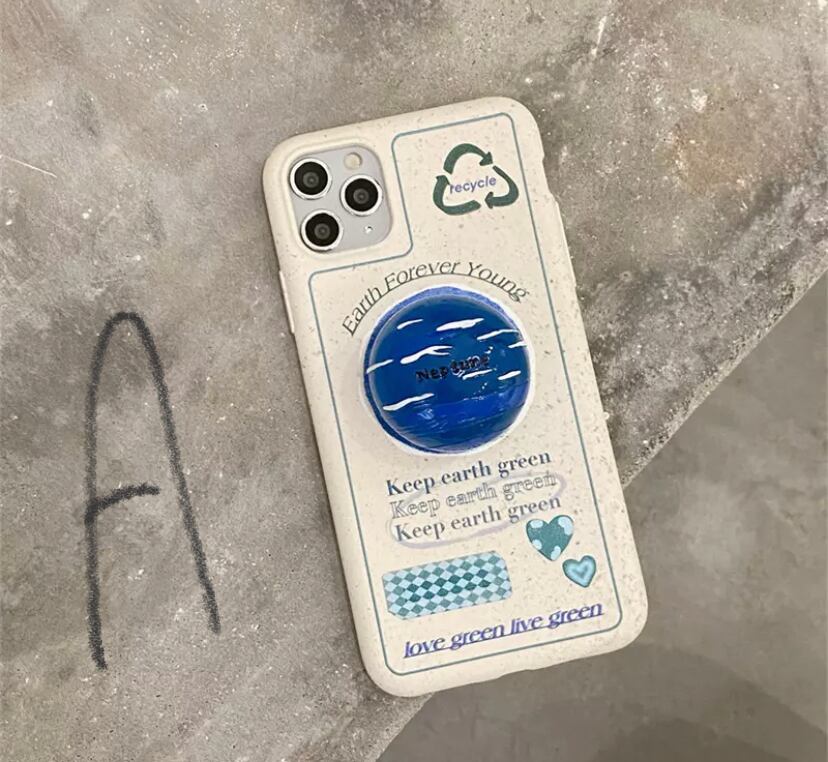 recycle
Earth Forever Young
Neptune
Keep earth green
Keep earth green
Keep earth green
love green live green
A